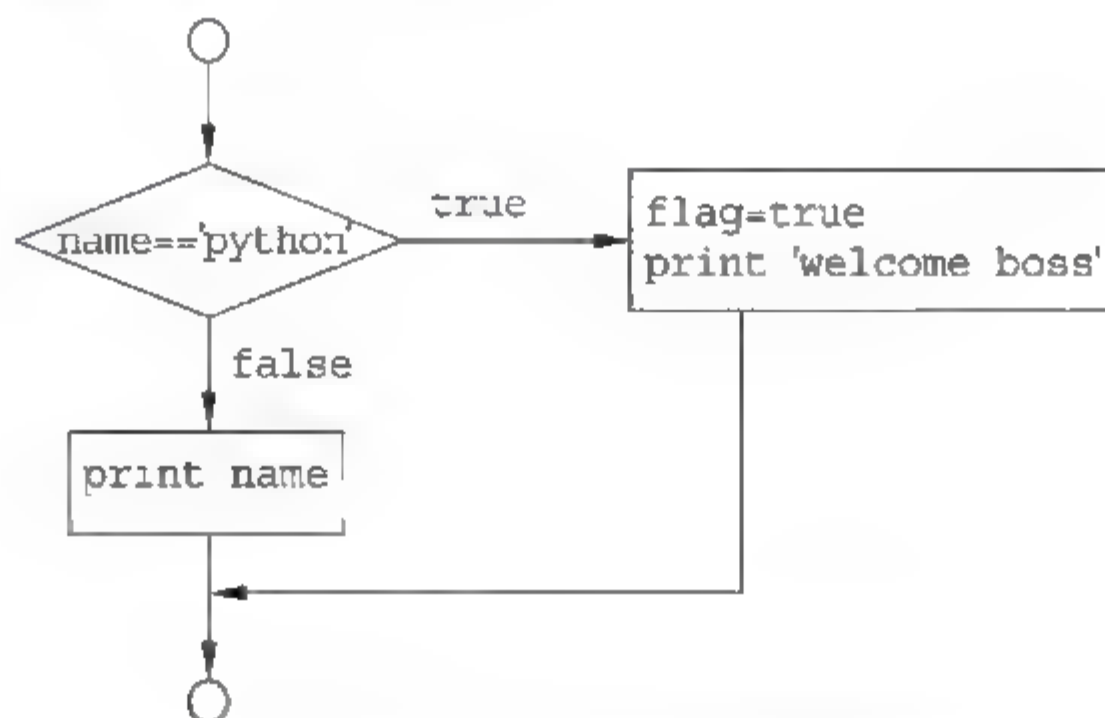 name=='python'
true
flag=true
print 'welcome boss'
false
print name